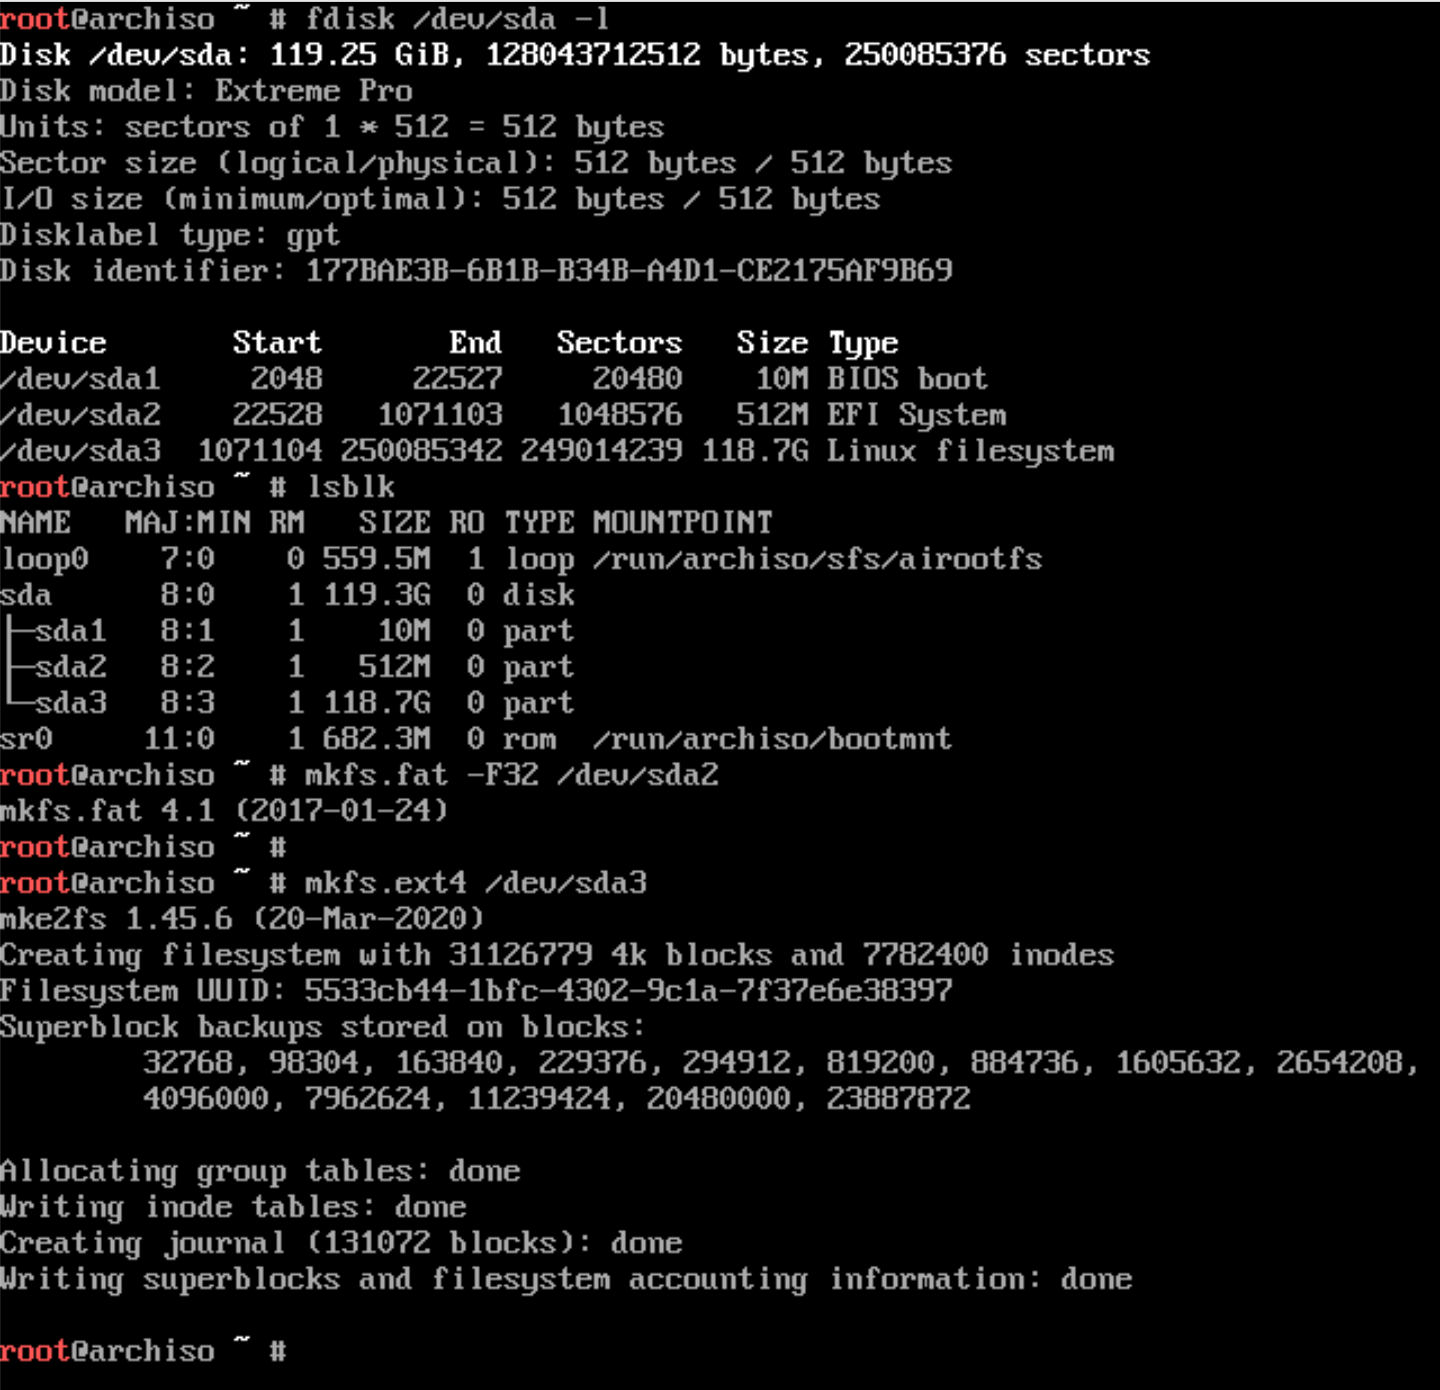 root@archiso ~ # fdisk /dev/sda -l
Disk /dev/sda: 119.25 GiB, 128043712512 bytes, 250085376 sectors
Disk model: Extreme Pro
Units: sectors of 1 * 512 = 512 bytes
Sector size (logical/physical): 512 bytes / 512 bytes
I/O size (minimum/optimal): 512 bytes / 512 bytes
Disklabel type: gpt
Disk identifier: 177BAE3B-6B1B-B34B-A4D1-CE2175AF9B69

Device       Start       End   Sectors   Size Type
/dev/sda1     2048     22527     20480    10M BIOS boot
/dev/sda2    22528   1071103   1048576   512M EFI System
/dev/sda3  1071104 250085342 249014239 118.7G Linux filesystem
root@archiso ~ # lsblk
NAME   MAJ:MIN RM   SIZE RO TYPE MOUNTPOINT
loop0    7:0    0 559.5M  1 loop /run/archiso/sfs/airootfs
sda      8:0    1 119.3G  0 disk
├─sda1   8:1    1    10M  0 part
├─sda2   8:2    1   512M  0 part
└─sda3   8:3    1 118.7G  0 part
sr0     11:0    1 682.3M  0 rom  /run/archiso/bootmnt
root@archiso ~ # mkfs.fat -F32 /dev/sda2
mkfs.fat 4.1 (2017-01-24)
root@archiso ~ #
root@archiso ~ # mkfs.ext4 /dev/sda3
mke2fs 1.45.6 (20-Mar-2020)
Creating filesystem with 31126779 4k blocks and 7782400 inodes
Filesystem UUID: 5533cb44-1bfc-4302-9c1a-7f37e6e38397
Superblock backups stored on blocks:
        32768, 98304, 163840, 229376, 294912, 819200, 884736, 1605632, 2654208,
        4096000, 7962624, 11239424, 20480000, 23887872

Allocating group tables: done
Writing inode tables: done
Creating journal (131072 blocks): done
Writing superblocks and filesystem accounting information: done

root@archiso ~ #